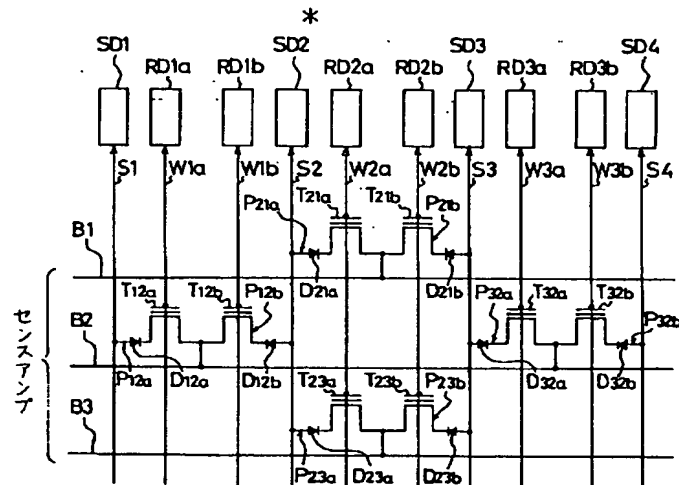 *
SD1 SD2 SD3 SD4
RD1a RD1b RD2a RD2b RD3a RD3b
S1 W1a W1b S2 W2a W2b S3 W3a W3b S4
T21a T21b
P21a P21b
B1
D21a D21b
T12a T12b P12b P32a T32a T32b
B2
P12a D12a D12b D32a D32b P32b
T23a T23b P23b
B3
P23a D23a D23b
センスアンプ